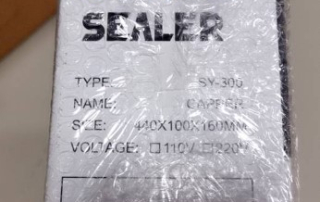 SEALER
TYPE: SY-300
NAME: CAPPER
SIZE: 440X100X160MM
VOLTAGE: □110V □220V